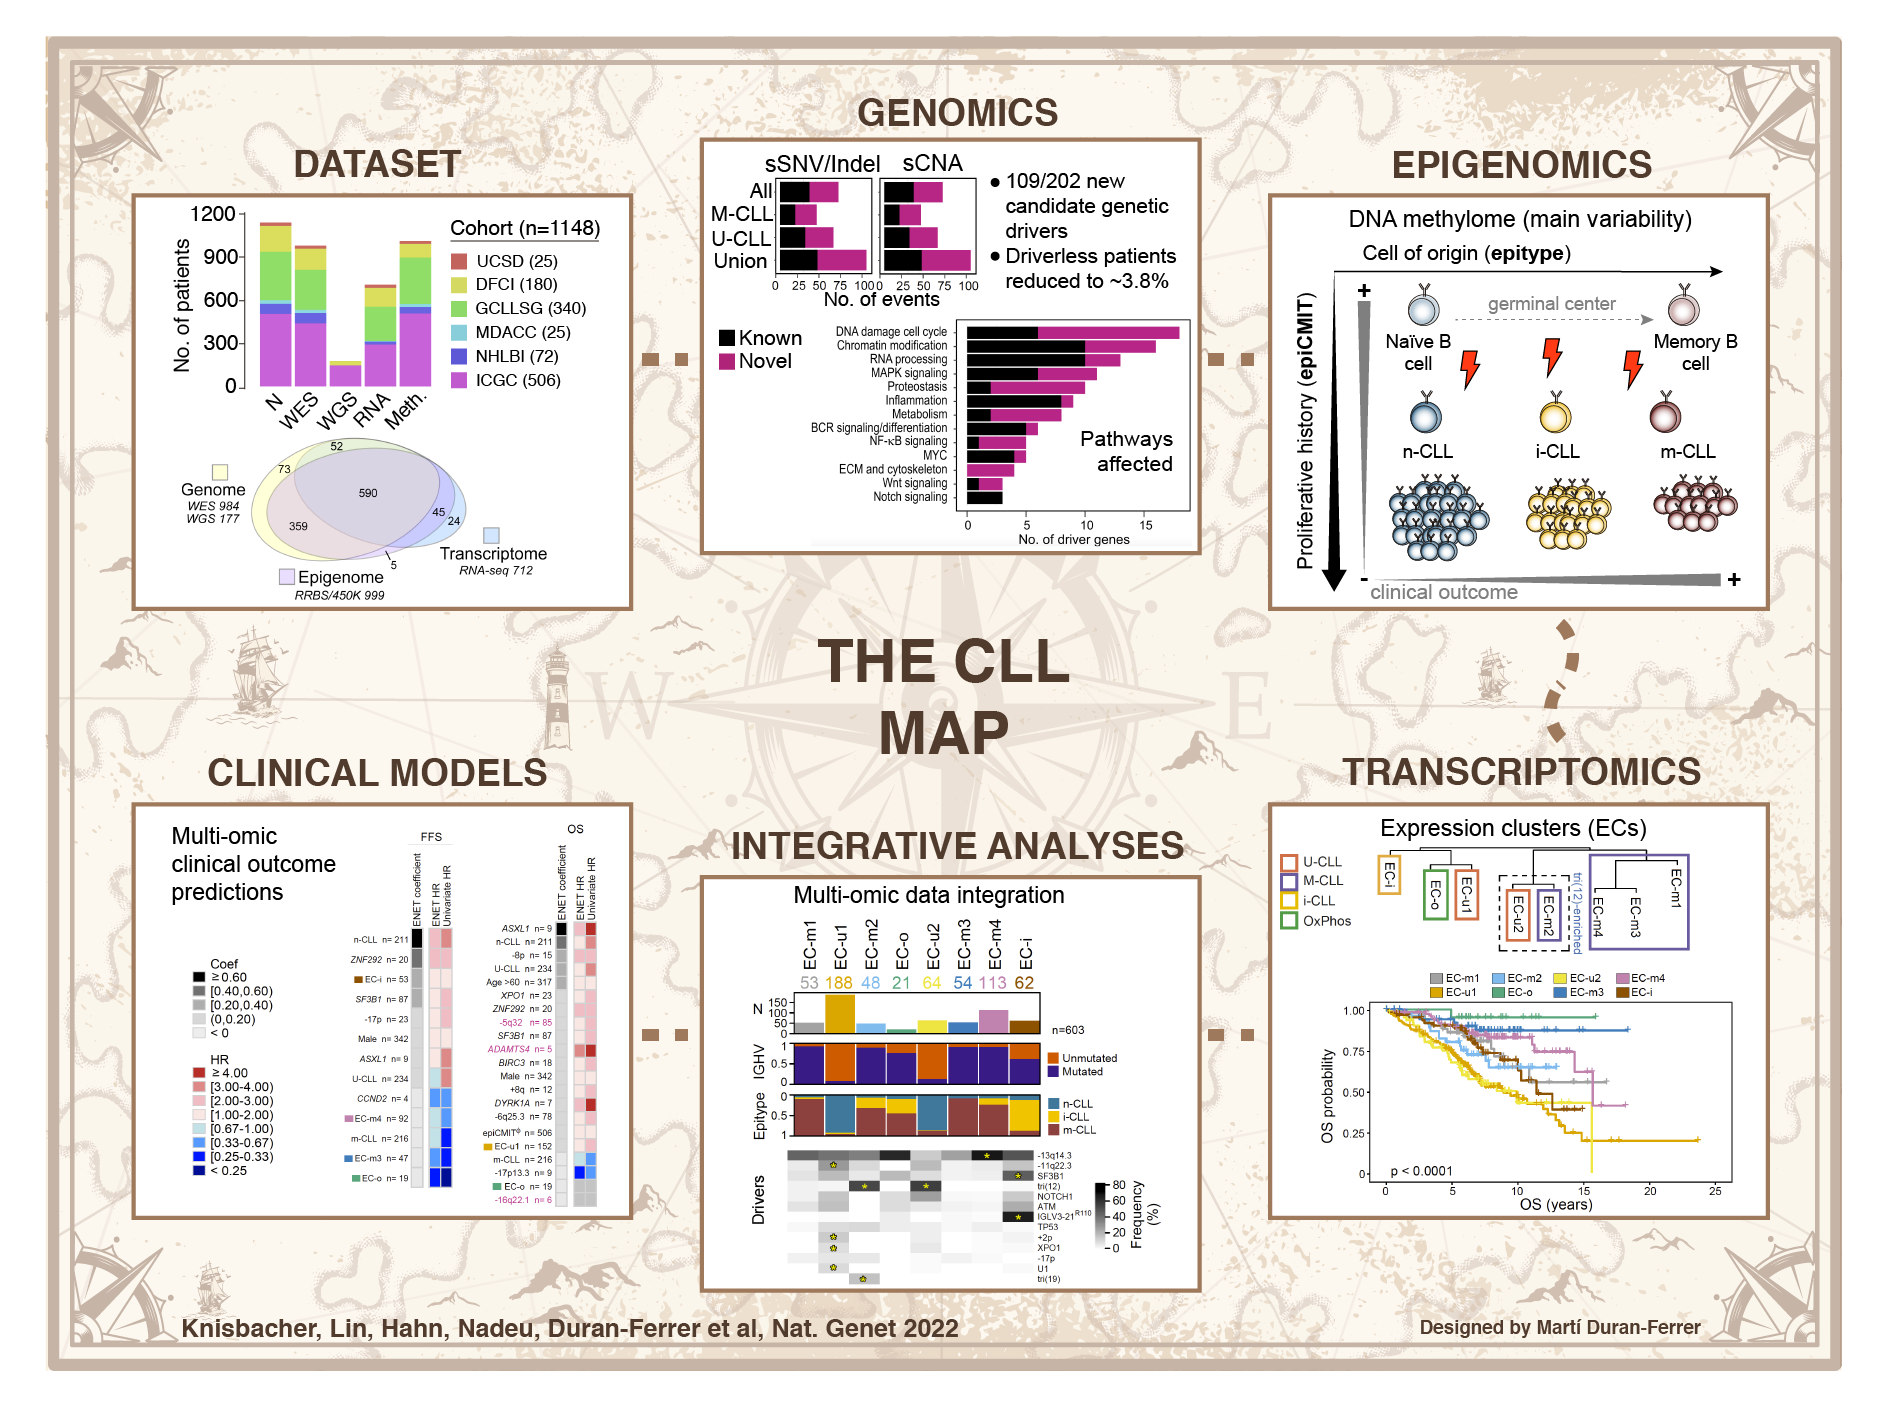 GENOMICS
DATASET
EPIGENOMICS
1200
900
600
300
0
No. of patients
N
WES
WGS
RNA
Meth.
Cohort (n=1148)
UCSD (25)
DFCI (180)
GCLLSG (340)
MDACC (25)
NHLBI (72)
ICGC (506)
52
73
590
359
45
24
5
Genome
WES 984
WGS 177
Transcriptome
RNA-seq 712
Epigenome
RRBS/450K 999
sSNV/Indel
sCNA
All
M-CLL
U-CLL
Union
0 25 50 75 100
0 25 50 75 100
No. of events
● 109/202 new
candidate genetic
drivers
● Driverless patients
reduced to ~3.8%
Known
Novel
DNA damage cell cycle
Chromatin modification
RNA processing
MAPK signaling
Proteostasis
Inflammation
Metabolism
BCR signaling/differentiation
NF-κB signaling
MYC
ECM and cytoskeleton
Wnt signaling
Notch signaling
Pathways
affected
0 5 10 15
No. of driver genes
DNA methylome (main variability)
Cell of origin (epitype)
Proliferative history (epiCMIT)
+
germinal center
Naïve B
cell
Memory B
cell
n-CLL
i-CLL
m-CLL
-
+
clinical outcome
W
E
THE CLL
MAP
CLINICAL MODELS
TRANSCRIPTOMICS
INTEGRATIVE ANALYSES
Multi-omic
clinical outcome
predictions
Coef
≥0.60
[0.40,0.60)
[0.20,0.40)
(0,0.20)
< 0
HR
≥ 4.00
[3.00-4.00)
[2.00-3.00)
[1.00-2.00)
[0.67-1.00)
[0.33-0.67)
[0.25-0.33)
< 0.25
FFS
ENET coefficient
ENET HR
Univariate HR
n-CLL n= 211
ZNF292 n= 20
EC-i n= 53
SF3B1 n= 87
-17p n= 23
Male n= 342
ASXL1 n= 9
U-CLL n= 234
CCND2 n= 4
EC-m4 n= 92
m-CLL n= 216
EC-m3 n= 47
EC-o n= 19
OS
ENET coefficient
ENET HR
Univariate HR
ASXL1 n= 9
n-CLL n= 211
-8p n= 15
U-CLL n= 234
Age >60 n= 317
XPO1 n= 23
ZNF292 n= 20
-5q32 n= 85
SF3B1 n= 87
ADAMTS4 n= 5
BIRC3 n= 18
Male n= 342
+8q n= 12
DYRK1A n= 7
-6q25.3 n= 78
n= 506
EC-u1 n= 152
m-CLL n= 216
-17p13.3 n= 9
EC-o n= 19
-16q22.1 n= 6
Multi-omic data integration
EC-m1
EC-u1
EC-m2
EC-o
EC-u2
EC-m3
EC-m4
EC-i
53 188 48 21 64 54 113 62
N
150
100
50
0
n=603
IGHV
1
0.5
0
Unmutated
Mutated
Epitype
0
0.5
1
n-CLL
i-CLL
m-CLL
Drivers
-13q14.3
-11q22.3
SF3B1
tri(12)
NOTCH1
ATM
IGLV3-21R110
TP53
+2p
XPO1
-17p
U1
tri(19)
80
60
40
20
0
Frequency
(%)
Expression clusters (ECs)
U-CLL
M-CLL
i-CLL
OxPhos
EC-i
EC-o
EC-u1
EC-u2
EC-m2
tri(12)-enriched
EC-m4
EC-m3
EC-m1
EC-m1 EC-m2 EC-u2 EC-m4
EC-u1 EC-o EC-m3 EC-i
OS probability
1.00
0.75
0.50
0.25
0
p < 0.0001
0 5 10 15 20 25
OS (years)
Knisbacher, Lin, Hahn, Nadeu, Duran-Ferrer et al, Nat. Genet 2022
Designed by Martí Duran-Ferrer